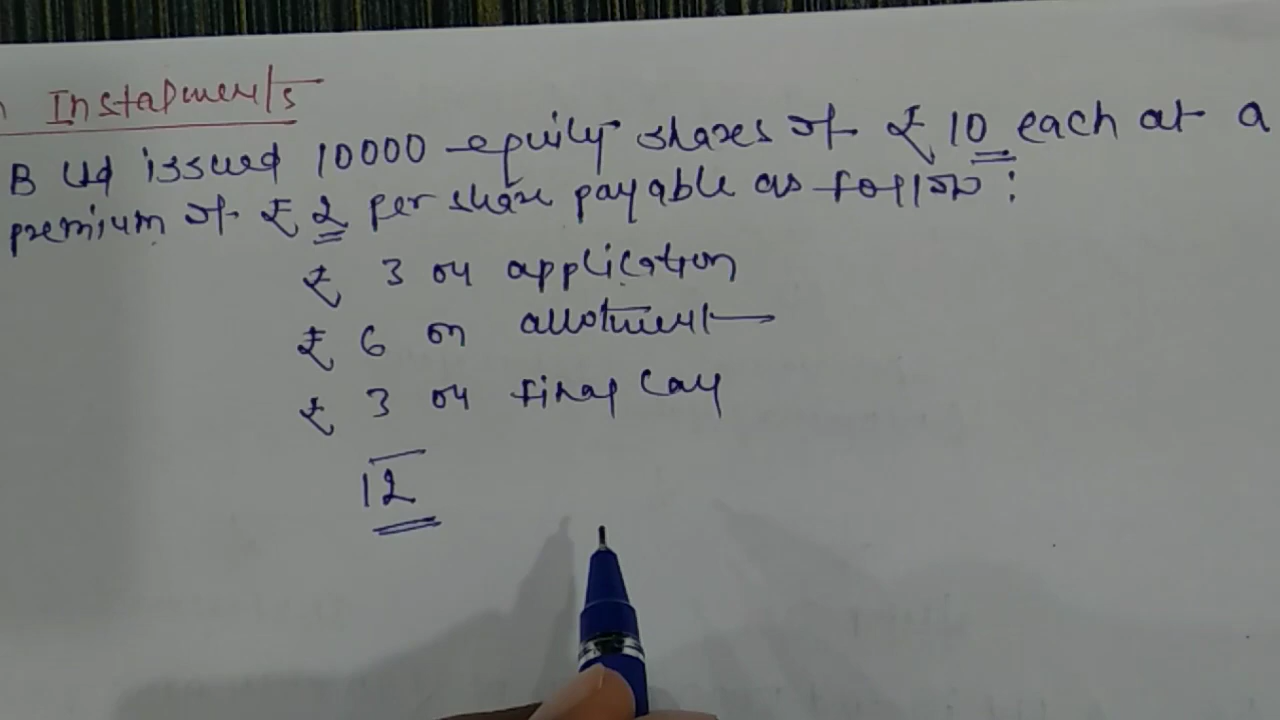 Instalments
B Ltd issued 10000 equity shares of ₹ 10 each at a
premium of ₹ 2 per share payable as follow :
₹ 3 on application
₹ 6 on allotment
₹ 3 on final call
12